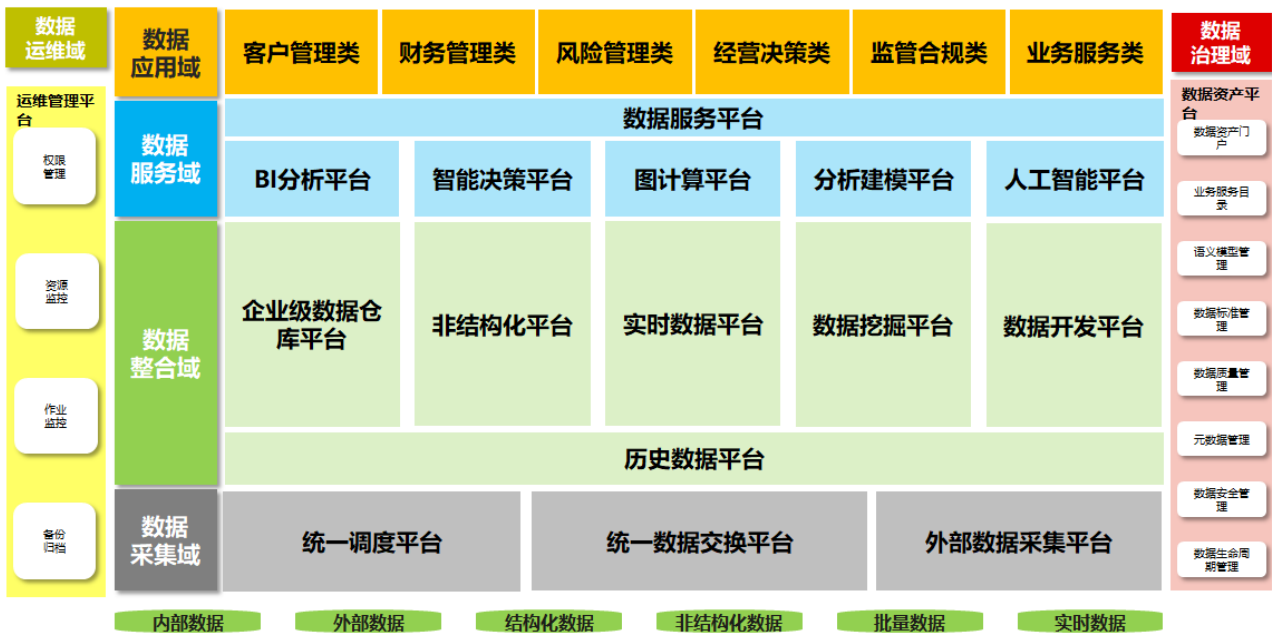 数据
运维域
运维管理平
台
权限
管理
资源
监控
作业
监控
备份
归档
数据
应用域
客户管理类
财务管理类
风险管理类
经营决策类
监管合规类
业务服务类
数据
服务域
数据服务平台
BI分析平台
智能决策平台
图计算平台
分析建模平台
人工智能平台
数据
整合域
企业级数据仓
库平台
非结构化平台
实时数据平台
数据挖掘平台
数据开发平台
历史数据平台
数据
采集域
统一调度平台
统一数据交换平台
外部数据采集平台
内部数据
外部数据
结构化数据
非结构化数据
批量数据
实时数据
数据
治理域
数据资产平
台
数据资产门
户
业务服务目
录
语义模型管
理
数据标准管
理
数据质量管
理
元数据管理
数据安全管
理
数据生命周
期管理